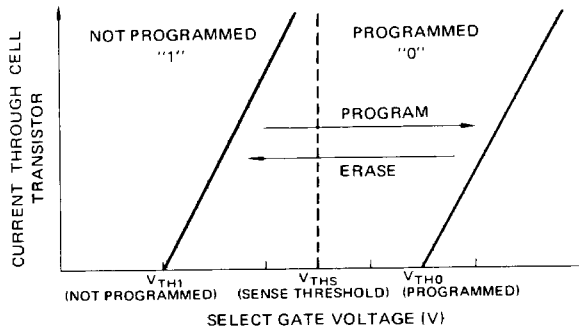 NOT PROGRAMMED
"1"
PROGRAMMED
"0"
PROGRAM
ERASE
CURRENT THROUGH CELL
TRANSISTOR
VTH1
(NOT PROGRAMMED)
VTHS
(SENSE THRESHOLD)
VTH0
(PROGRAMMED)
SELECT GATE VOLTAGE (V)